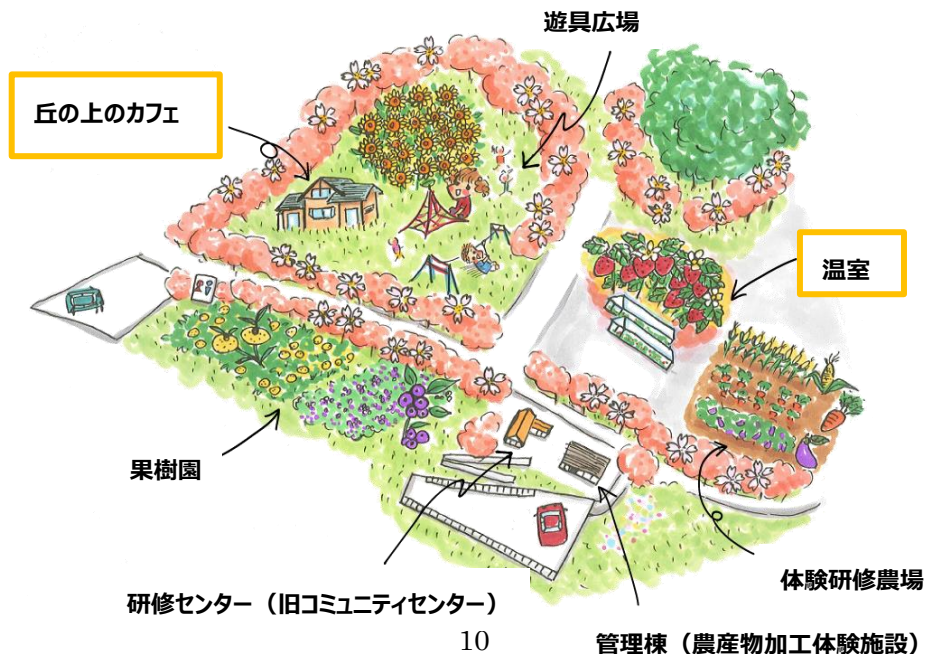 遊具広場
丘の上のカフェ
温室
果樹園
体験研修農場
研修センター（旧コミュニティセンター）
管理棟（農産物加工体験施設）
10